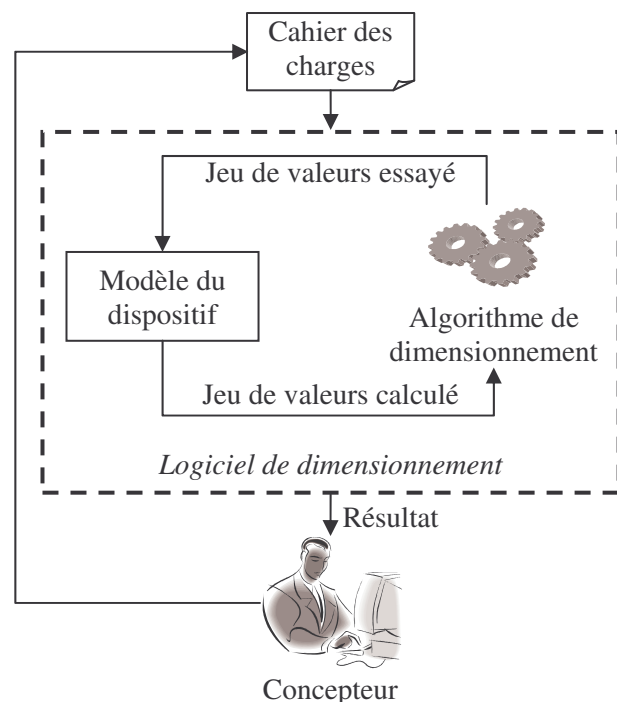 Cahier des
charges
Jeu de valeurs essayé
Modèle du
dispositif
Algorithme de
dimensionnement
Jeu de valeurs calculé
Logiciel de dimensionnement
Résultat
Concepteur